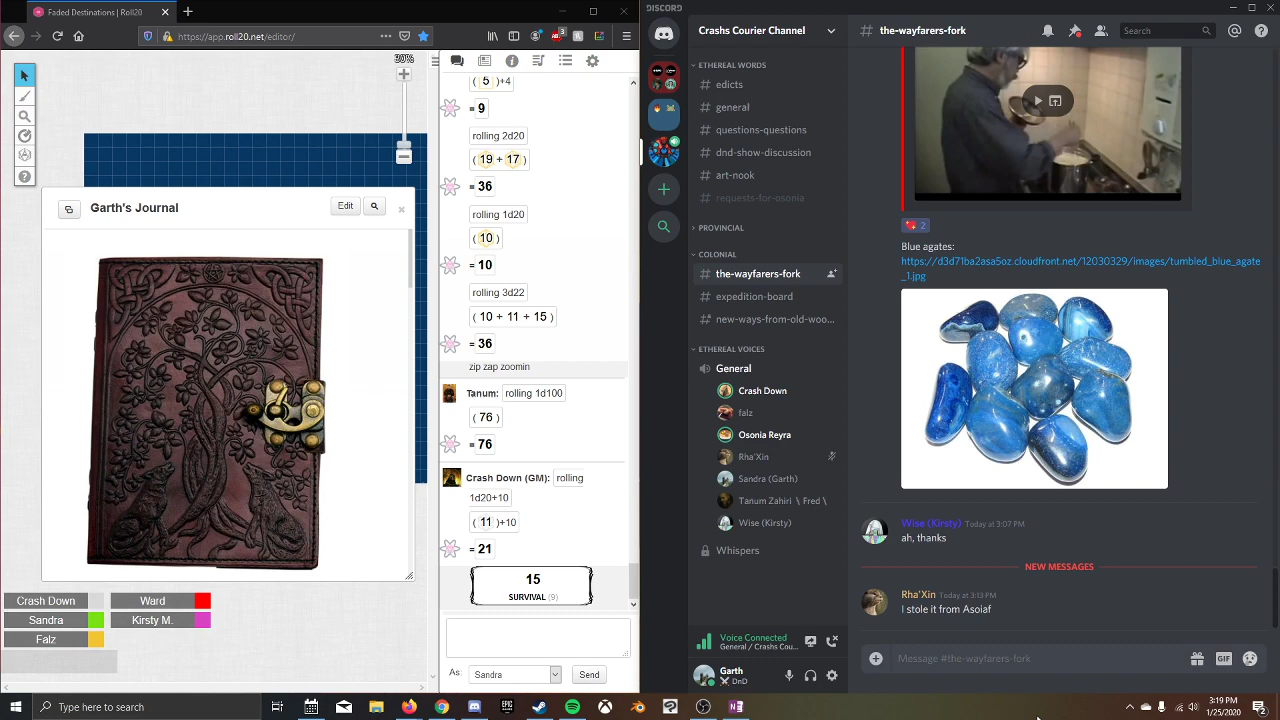 Faded Destinations | Roll20
https://app.roll20.net/editor/
30%
Garth's Journal
Edit
Crash Down
Ward
Sandra
Kirsty M.
Falz
( 5 )+4
= 9
rolling 2d20
( 19 + 17 )
= 36
rolling 1d20
( 10 )
= 10
rolling 3d22
( 10 + 11 + 15 )
= 36
zip zap zoomin
Tanum: rolling 1d100
( 76 )
= 76
Crash Down (GM): rolling
1d20+10
( 11 )+10
= 21
15
SURVIVAL (9)
As:
Sandra
Send
DISCORD
Crashs Courier Channel
ETHEREAL WORDS
edicts
general
questions-questions
dnd-show-discussion
art-nook
requests-for-osonia
PROVINCIAL
COLONIAL
the-wayfarers-fork
expedition-board
new-ways-from-old-woo...
ETHEREAL VOICES
General
Crash Down
falz
Osonia Reyra
Rha'Xin
Sandra (Garth)
Tanum Zahiri \ Fred \
Wise (Kirsty)
Whispers
Voice Connected
General / Crashs Cou...
Garth
DnD
# the-wayfarers-fork
Search
2
Blue agates:
https://d3d71ba2asa5oz.cloudfront.net/12030329/images/tumbled_blue_agate
_1.jpg
Wise (Kirsty) Today at 3:07 PM
ah, thanks
NEW MESSAGES
Rha'Xin Today at 3:13 PM
I stole it from Asoiaf
Message #the-wayfarers-fork
GIF
Type here to search
3:19 PM
1/25/2020